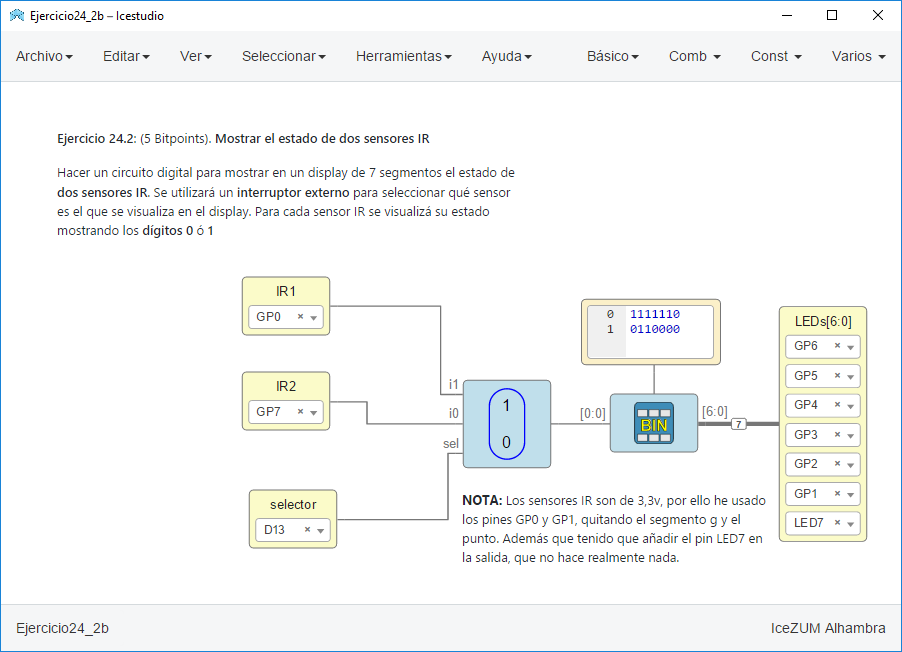 Ejercicio24_2b – Icestudio
Archivo Editar Ver Seleccionar Herramientas Ayuda Básico Comb Const Varios
Ejercicio 24.2: (5 Bitpoints). Mostrar el estado de dos sensores IR
Hacer un circuito digital para mostrar en un display de 7 segmentos el estado de
dos sensores IR. Se utilizará un interruptor externo para seleccionar qué sensor
es el que se visualiza en el display. Para cada sensor IR se visualizá su estado
mostrando los dígitos 0 ó 1
IR1
GP0 ×
IR2
GP7 ×
selector
D13 ×
i1
i0
sel
1
0
0 1111110
1 0110000
[0:0]
BIN
[6:0]
7
LEDs[6:0]
GP6 ×
GP5 ×
GP4 ×
GP3 ×
GP2 ×
GP1 ×
LED7 ×
NOTA: Los sensores IR son de 3,3v, por ello he usado
los pines GP0 y GP1, quitando el segmento g y el
punto. Además que tenido que añadir el pin LED7 en
la salida, que no hace realmente nada.
Ejercicio24_2b IceZUM Alhambra